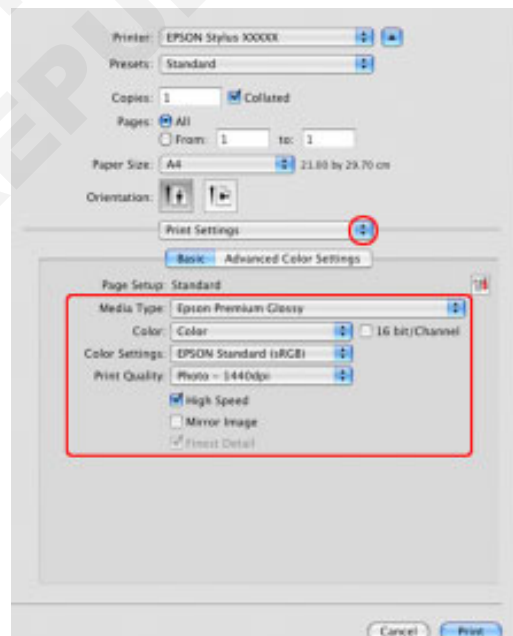 Printer: EPSON Stylus XXXXX
Presets: Standard
Copies: 1 Collated
Pages: All
From: 1 to: 1
Paper Size: A4 21.00 by 29.70 cm
Orientation:
Print Settings
Basic Advanced Color Settings
Page Setup: Standard
Media Type: Epson Premium Glossy
Color: Color 16 bit/Channel
Color Settings: EPSON Standard (sRGB)
Print Quality: Photo - 1440dpi
High Speed
Mirror Image
Finest Detail
Cancel Print